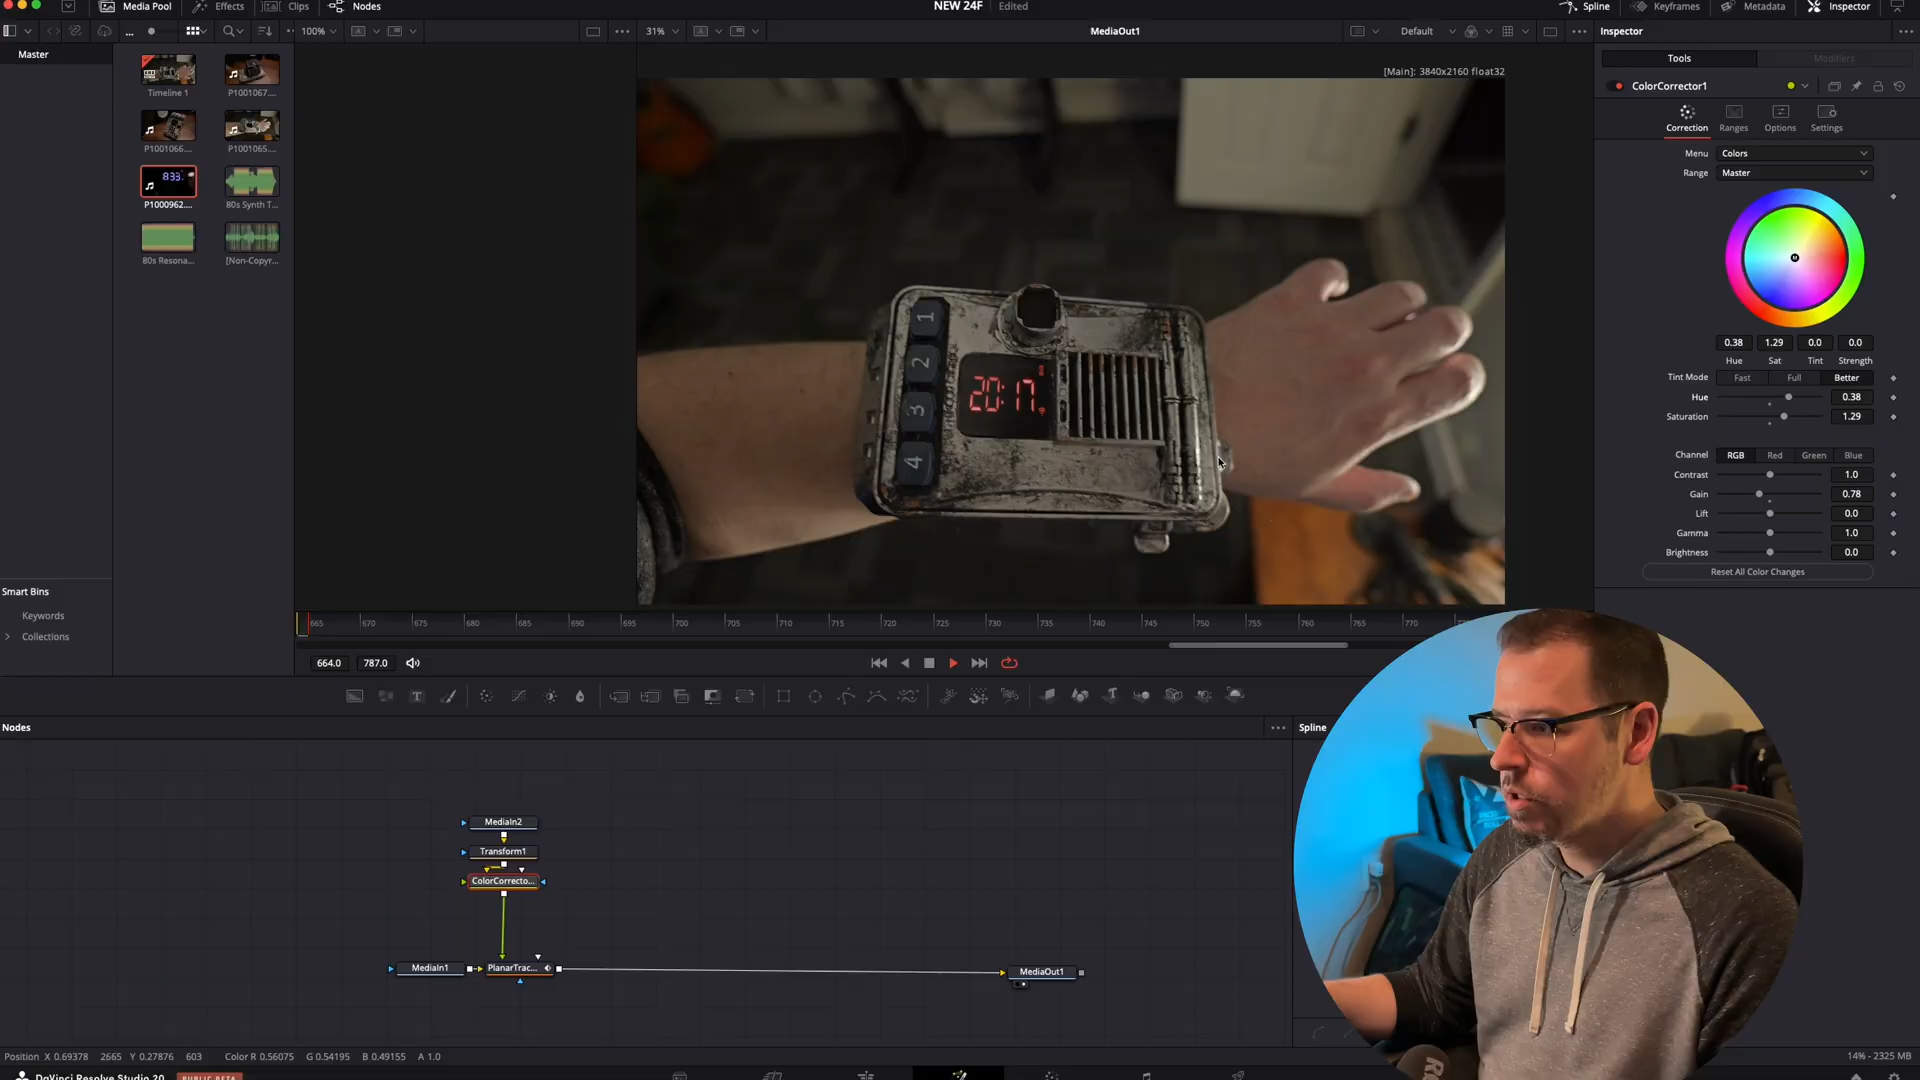 Media Pool
Effects
Clips
Nodes
NEW 24F
Edited
Spline
Keyframes
Metadata
Inspector
100%
31%
MediaOut1
Default
Inspector
Master
[Main]: 3840x2160 float32
Tools
Modifiers
Timeline 1
P1001067....
ColorCorrector1
P1001066....
P1001065....
Correction
Ranges
Options
Settings
Menu
Colors
Range
Master
833
P1000962....
80s Synth T...
80s Resona...
[Non-Copyr...
1
2
3
4
20:17
0.38
1.29
0.0
0.0
Hue
Sat
Tint
Strength
Tint Mode
Fast
Full
Better
Hue
0.38
Saturation
1.29
Channel
RGB
Red
Green
Blue
Contrast
1.0
Gain
0.78
Lift
0.0
Gamma
1.0
Brightness
0.0
Reset All Color Changes
Smart Bins
Keywords
Collections
665
670
675
680
685
690
695
700
705
710
715
720
725
730
735
740
745
750
755
760
765
770
664.0
787.0
Nodes
Spline
MediaIn2
Transform1
ColorCorrecto...
MediaIn1
PlanarTrac...
MediaOut1
Position X 0.69378 2665 Y 0.27876 603 Color R 0.56075 G 0.54195 B 0.49155 A 1.0
14% - 2325 MB
DaVinci Resolve Studio 20
PUBLIC BETA